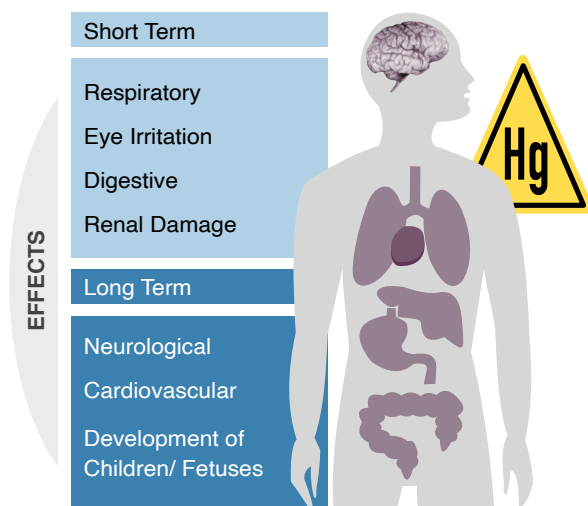 Short Term
Respiratory
Eye Irritation
Digestive
Renal Damage
EFFECTS
Long Term
Neurological
Cardiovascular
Development of
Children/ Fetuses
Hg